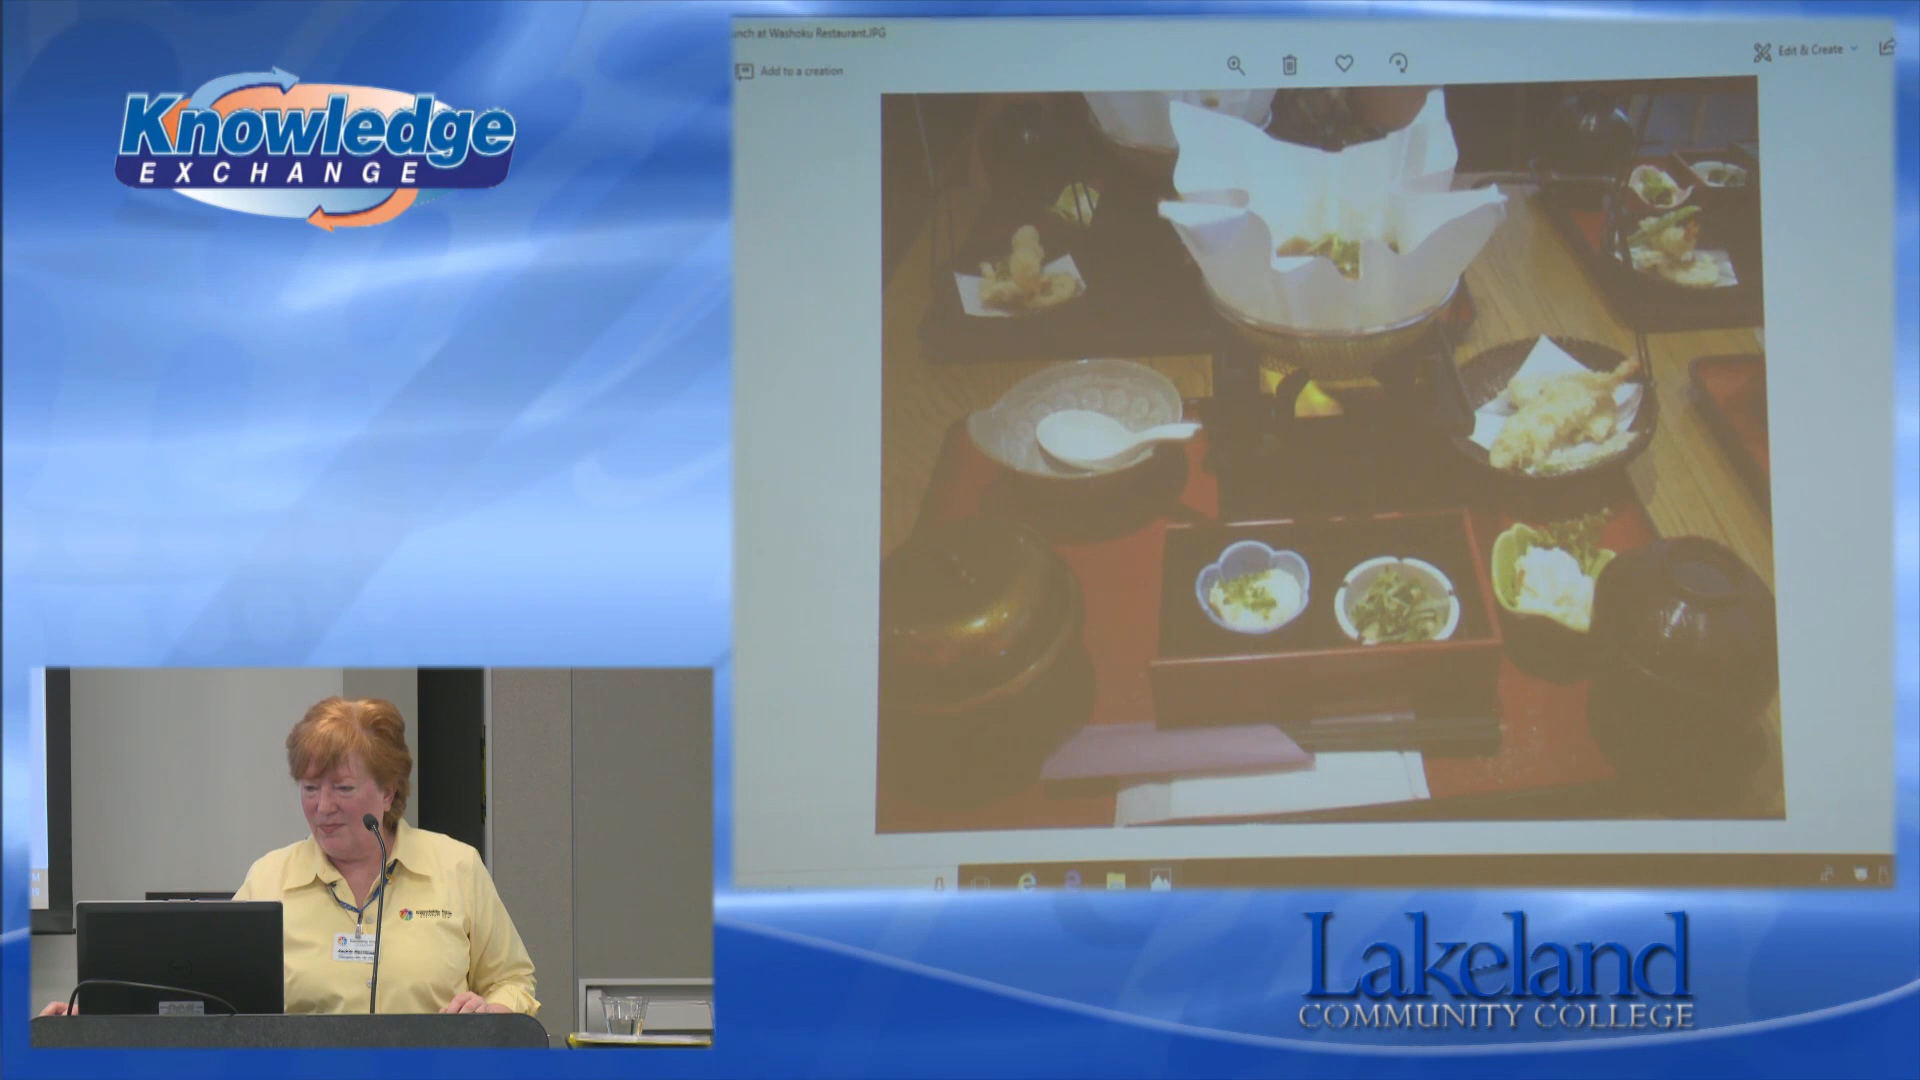 Knowledge
EXCHANGE
unch at Washoku Restaurant.JPG
Add to a creation
Edit & Create
Lakeland
COMMUNITY COLLEGE